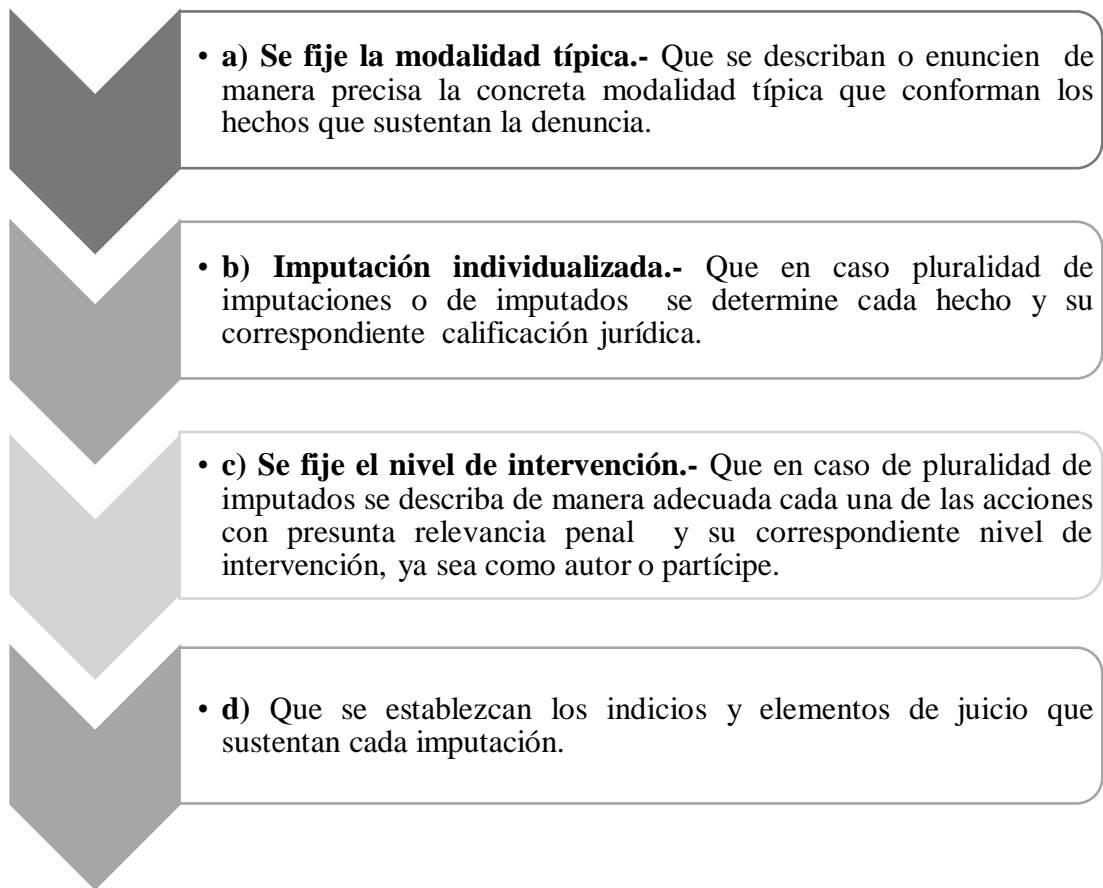 • a) Se fije la modalidad típica.- Que se describan o enuncien de
manera precisa la concreta modalidad típica que conforman los
hechos que sustentan la denuncia.
• b) Imputación individualizada.- Que en caso pluralidad de
imputaciones o de imputados se determine cada hecho y su
correspondiente calificación jurídica.
• c) Se fije el nivel de intervención.- Que en caso de pluralidad de
imputados se describa de manera adecuada cada una de las acciones
con presunta relevancia penal y su correspondiente nivel de
intervención, ya sea como autor o partícipe.
• d) Que se establezcan los indicios y elementos de juicio que
sustentan cada imputación.